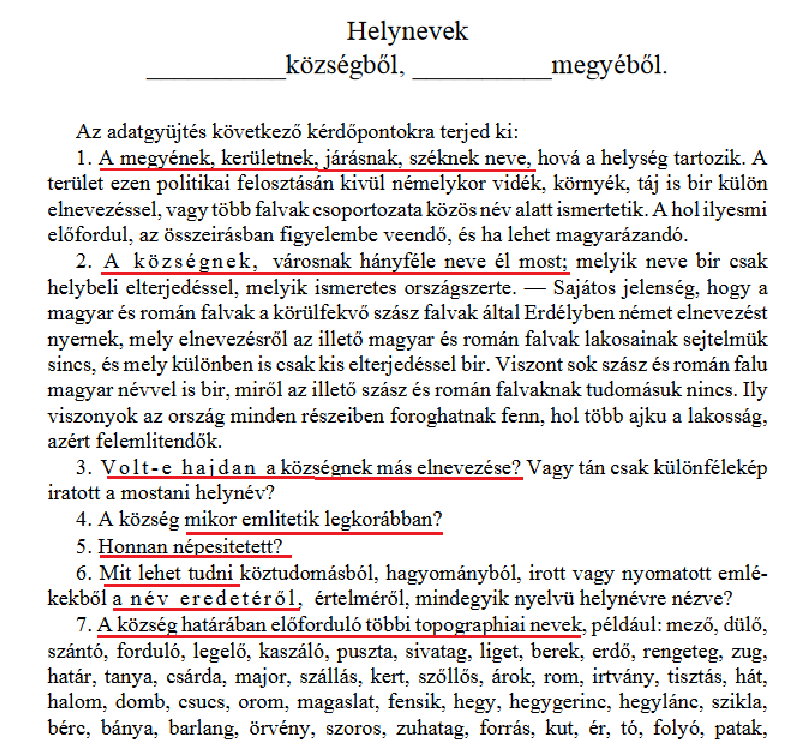 Helynevek
___________községből, ___________megyéből.
Az adatgyüjtés következő kérdőpontokra terjed ki:
1. A megyének, kerületnek, járásnak, széknek neve, hová a helység tartozik. A
terület ezen politikai felosztásán kivül némelykor vidék, környék, táj is bir külön
elnevezéssel, vagy több falvak csoportozata közös név alatt ismertetik. A hol ilyesmi
előfordul, az összeirásban figyelembe veendő, és ha lehet magyarázandó.
2. A községnek, városnak hányféle neve él most; melyik neve bir csak
helybeli elterjedéssel, melyik ismeretes országszerte. — Sajátos jelenség, hogy a
magyar és román falvak a körülfekvő szász falvak által Erdélyben német elnevezést
nyernek, mely elnevezésről az illető magyar és román falvak lakosainak sejtelmük
sincs, és mely különben is csak kis elterjedéssel bir. Viszont sok szász és román falu
magyar névvel is bir, miről az illető szász és román falvaknak tudomásuk nincs. Ily
viszonyok az ország minden részeiben foroghatnak fenn, hol több ajku a lakosság,
azért felemlitendők.
3. Volt-e hajdan a községnek más elnevezése? Vagy tán csak különfélekép
iratott a mostani helynév?
4. A község mikor emlitetik legkorábban?
5. Honnan népesitetett?
6. Mit lehet tudni köztudomásból, hagyományból, irott vagy nyomatott emlé-
kekből a név eredetéről, értelméről, mindegyik nyelvü helynévre nézve?
7. A község határában előforduló többi topographiai nevek, például: mező, dülő,
szántó, forduló, legelő, kaszáló, puszta, sivatag, liget, berek, erdő, rengeteg, zug,
határ, tanya, csárda, major, szállás, kert, szőllős, árok, rom, irtvány, tisztás, hát,
halom, domb, csucs, orom, magaslat, fensik, hegy, hegygerinc, hegylánc, szikla,
bérc, bánya, barlang, örvény, szoros, zuhatag, forrás, kut, ér, tó, folyó, patak,